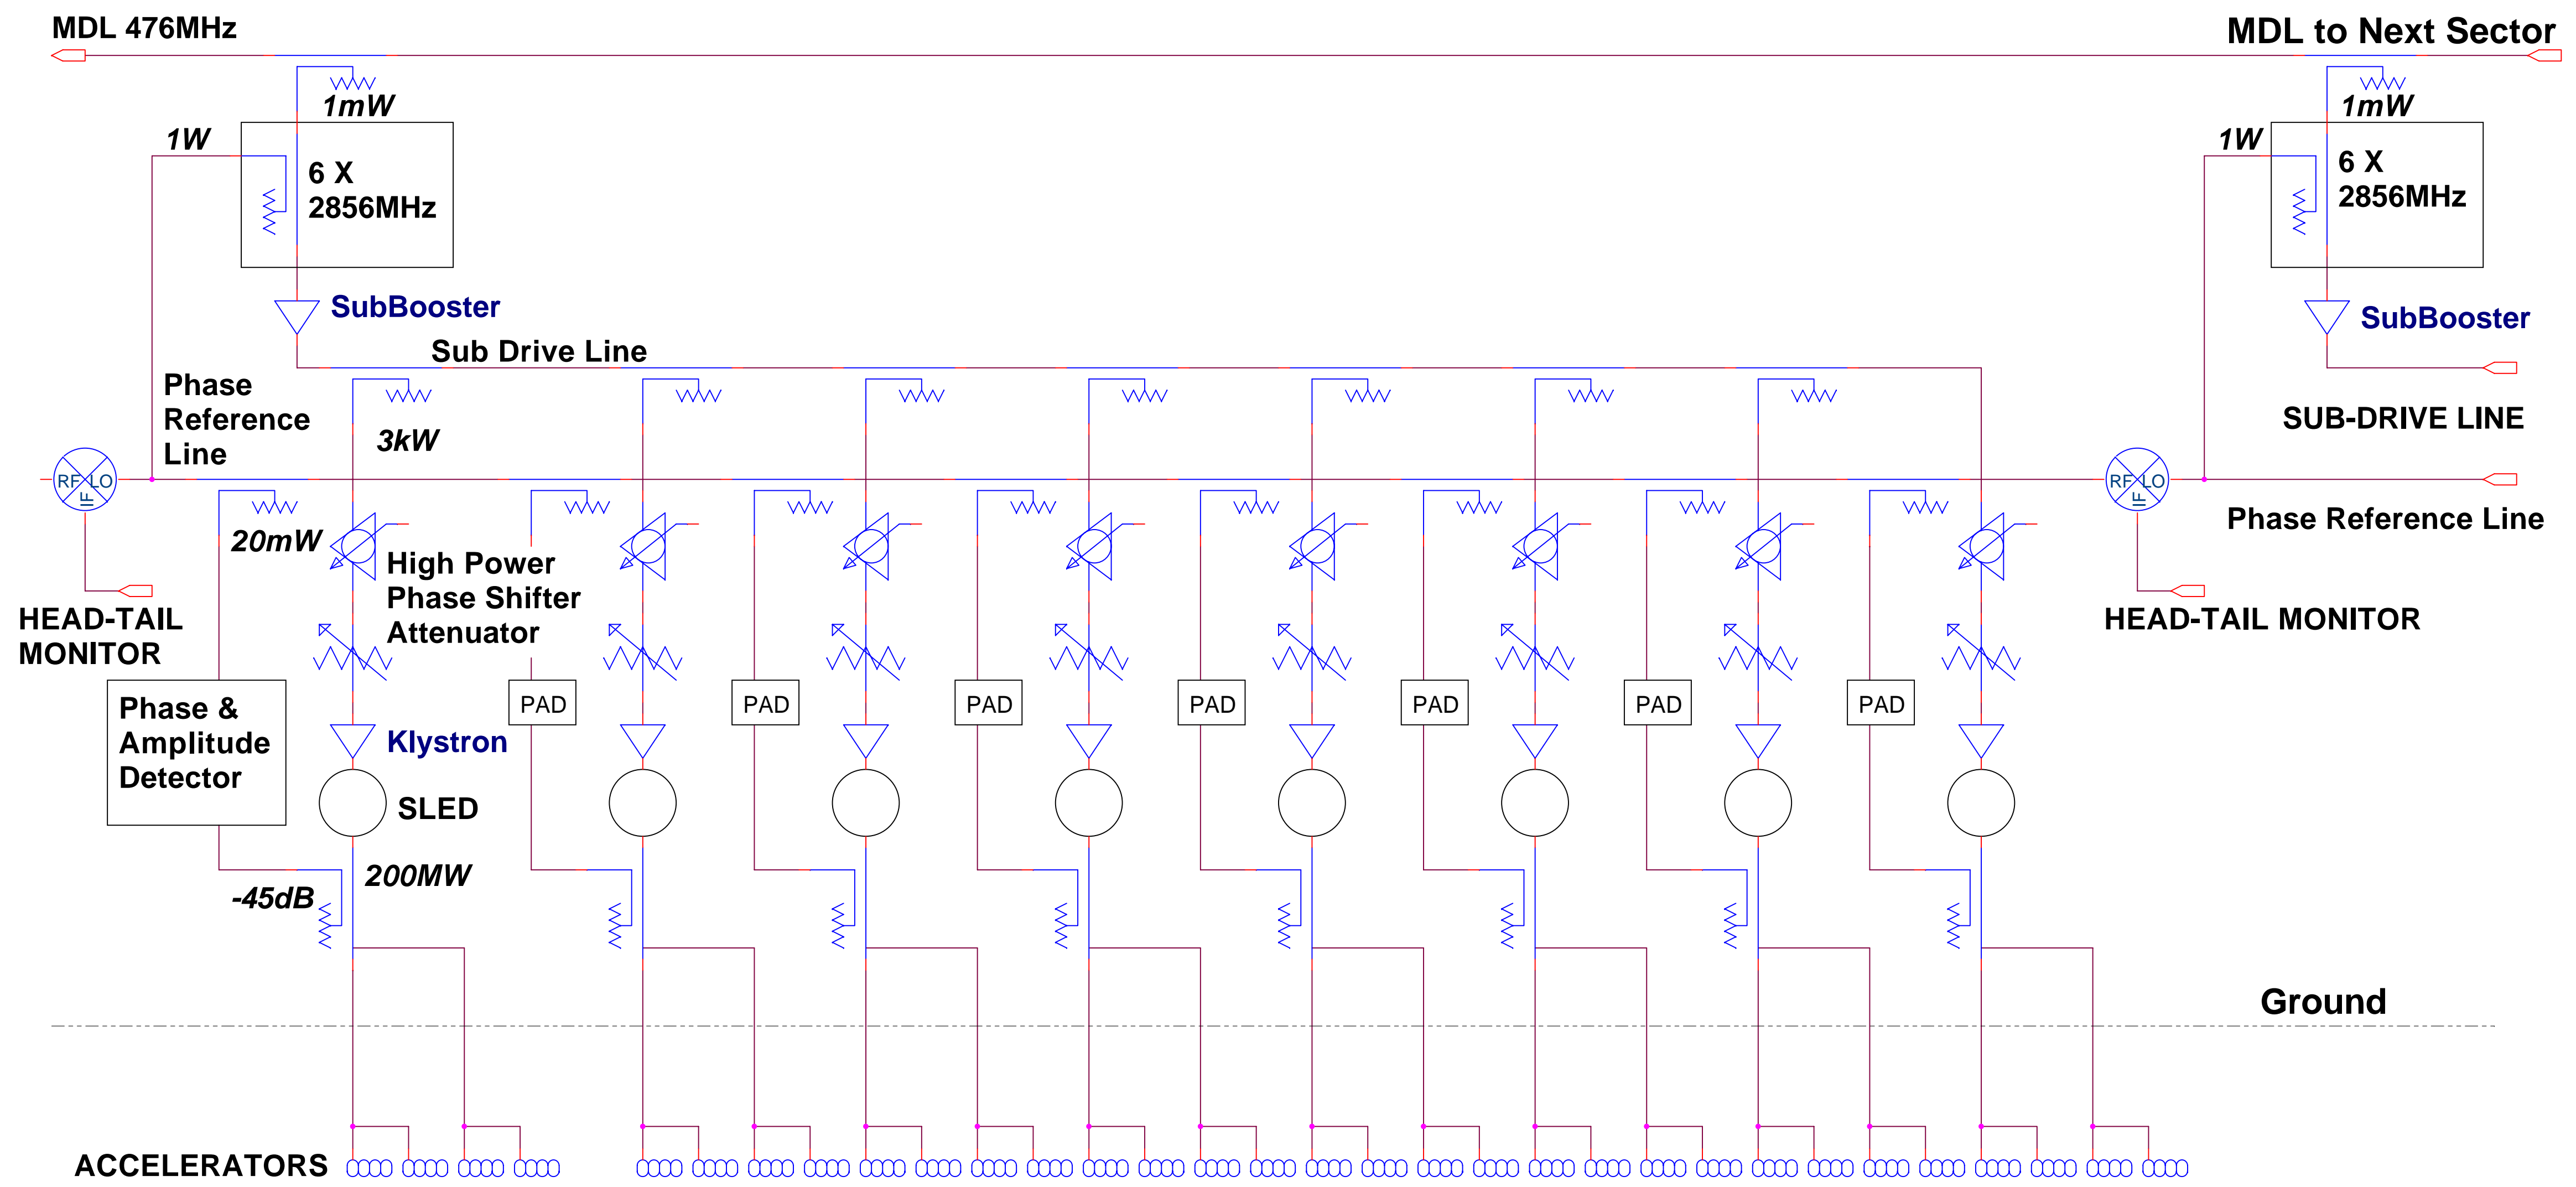 MDL 476MHz
MDL to Next Sector
1mW
1mW
1W
1W
6 X
2856MHz
6 X
2856MHz
SubBooster
SubBooster
Sub Drive Line
Phase
Reference
Line
3kW
SUB-DRIVE LINE
RF LO
IF
RF LO
IF
Phase Reference Line
20mW
High Power
Phase Shifter
Attenuator
HEAD-TAIL
MONITOR
HEAD-TAIL MONITOR
Phase &
Amplitude
Detector
PAD
PAD
PAD
PAD
PAD
PAD
PAD
Klystron
SLED
200MW
-45dB
Ground
ACCELERATORS